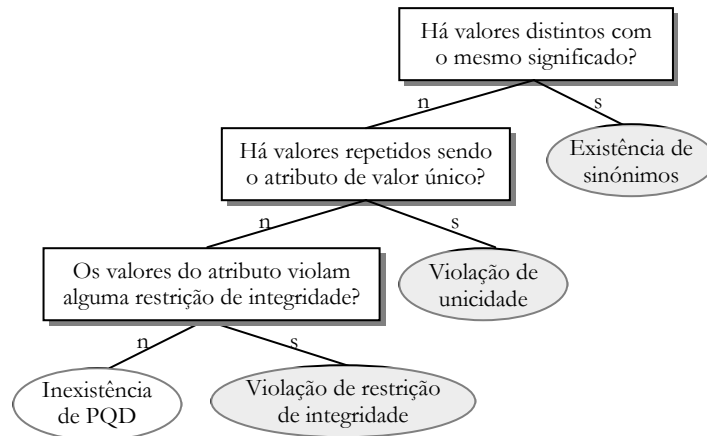 Há valores distintos com
o mesmo significado?
n
s
Há valores repetidos sendo
o atributo de valor único?
Existência de
sinónimos
n
s
Os valores do atributo violam
alguma restrição de integridade?
Violação de
unicidade
n
s
Inexistência
de PQD
Violação de restrição
de integridade